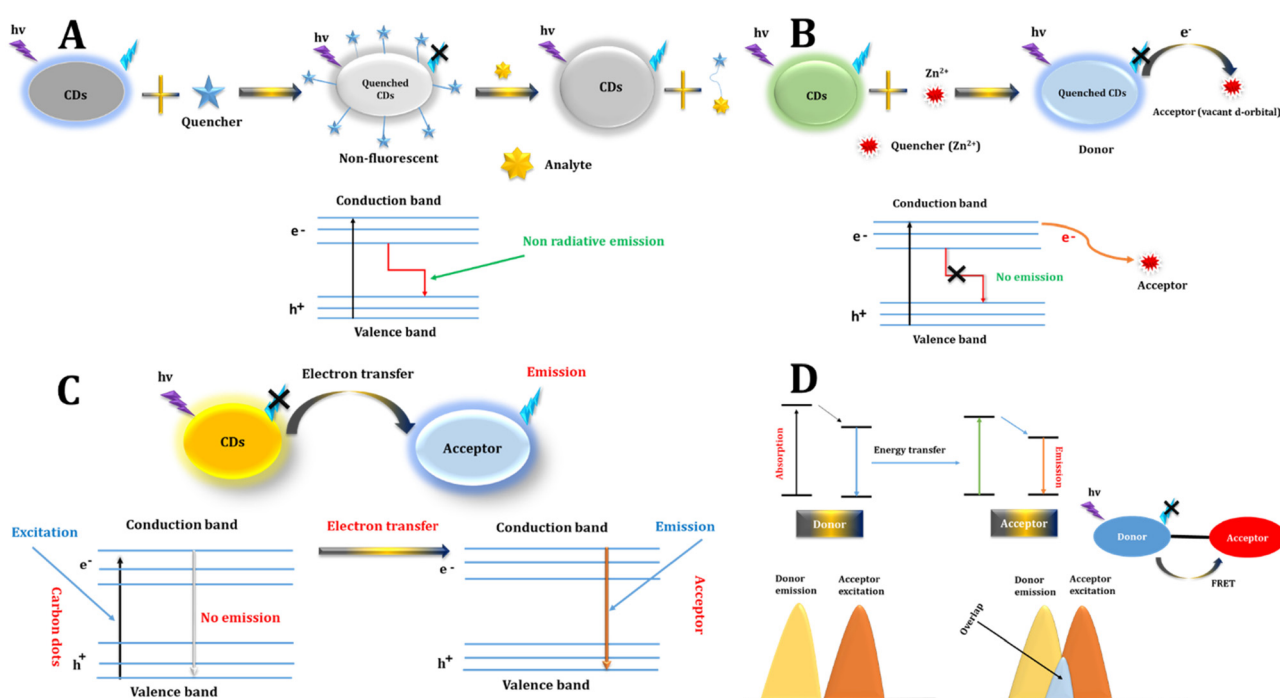 A
hv
CDs
Quencher
hv
Quenched
CDs
Non-fluorescent
Analyte
hv
CDs
Conduction band
e-
Non radiative emission
h+
Valence band
B
hv
CDs
Zn2+
Quencher (Zn2+)
hv
Quenched CDs
Donor
e-
Acceptor (vacant d-orbital)
Conduction band
e-
e-
No emission
Acceptor
h+
Valence band
C
hv
CDs
Electron transfer
Emission
Acceptor
Excitation
Conduction band
e-
Carbon dots
No emission
h+
Valence band
Electron transfer
Conduction band
Emission
e-
Acceptor
h+
Valence band
D
Absorption
Energy transfer
Emission
Donor
Acceptor
hv
Donor
Acceptor
FRET
Donor
emission
Acceptor
excitation
Donor
emission
Acceptor
excitation
Overlap